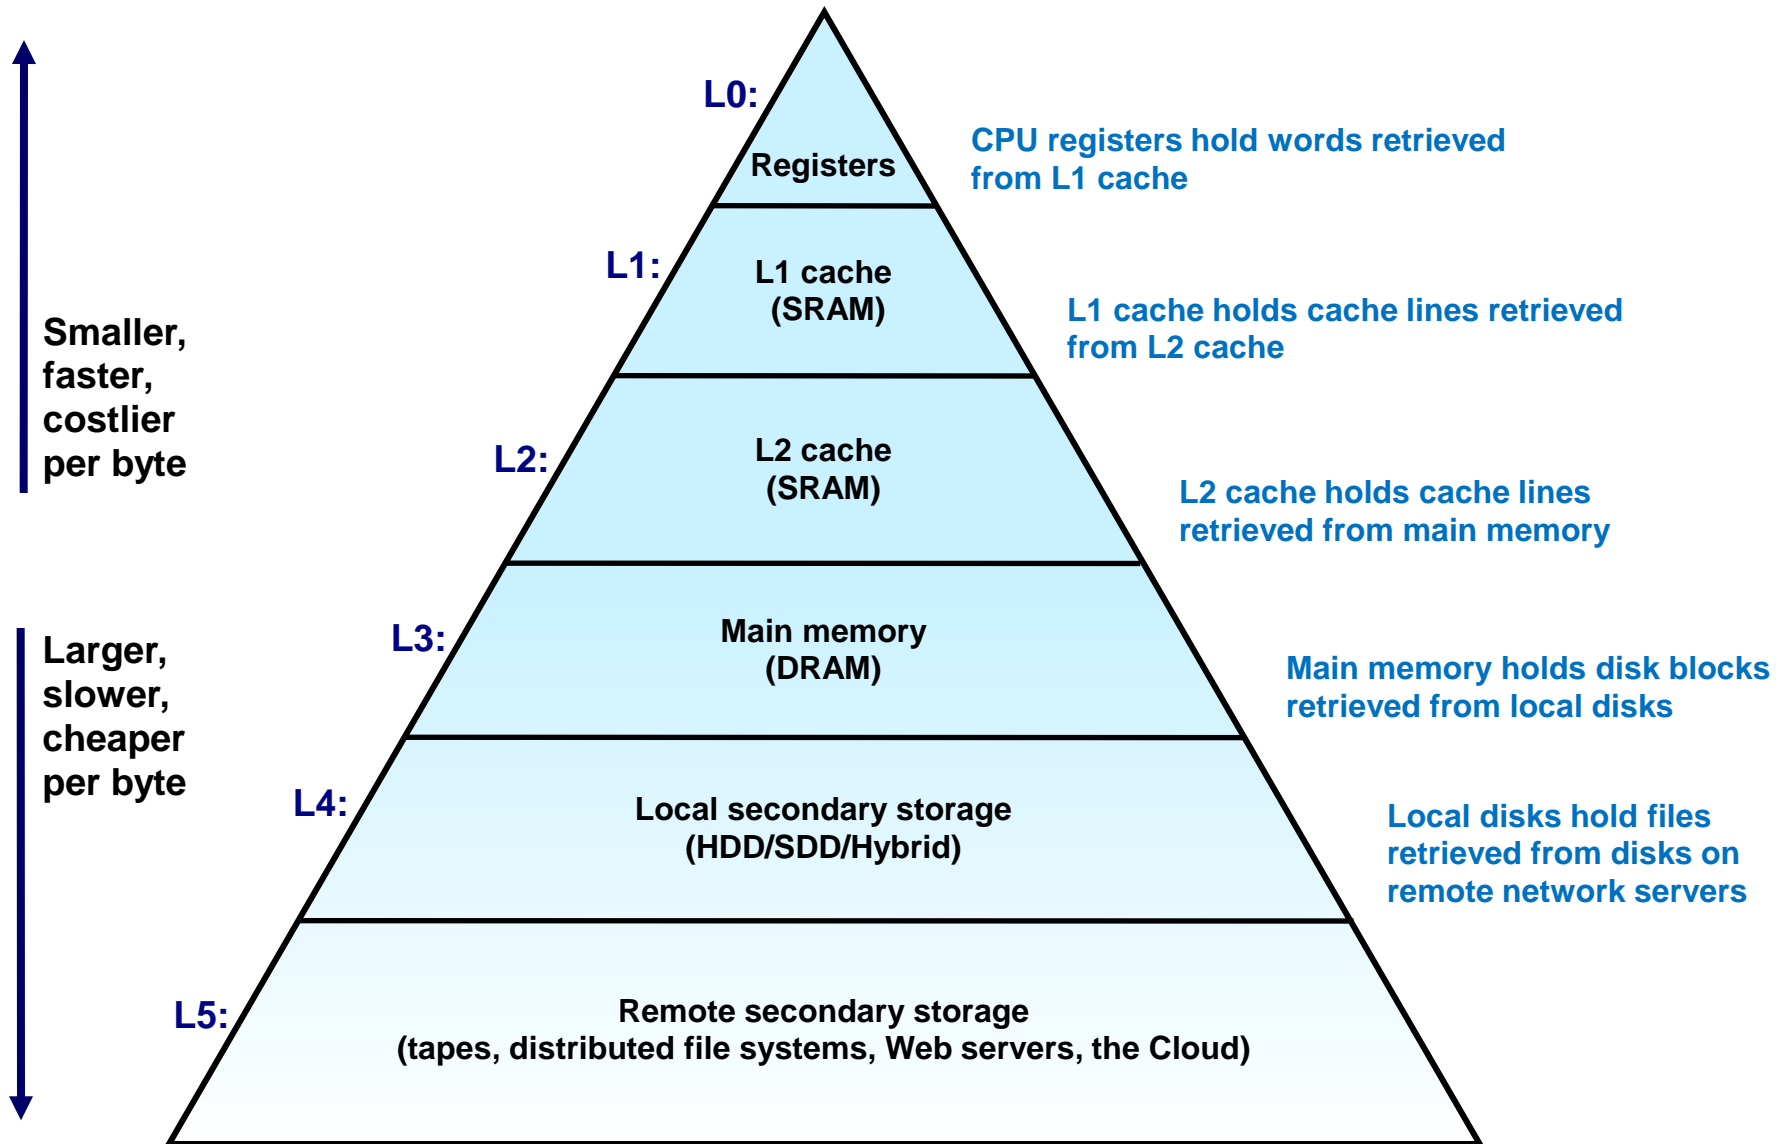 L0:
Registers
CPU registers hold words retrieved
from L1 cache
L1:
L1 cache
(SRAM)
L1 cache holds cache lines retrieved
from L2 cache
Smaller,
faster,
costlier
per byte
L2:
L2 cache
(SRAM)
L2 cache holds cache lines
retrieved from main memory
L3:
Main memory
(DRAM)
Main memory holds disk blocks
retrieved from local disks
Larger,
slower,
cheaper
per byte
L4:
Local secondary storage
(HDD/SDD/Hybrid)
Local disks hold files
retrieved from disks on
remote network servers
L5:
Remote secondary storage
(tapes, distributed file systems, Web servers, the Cloud)